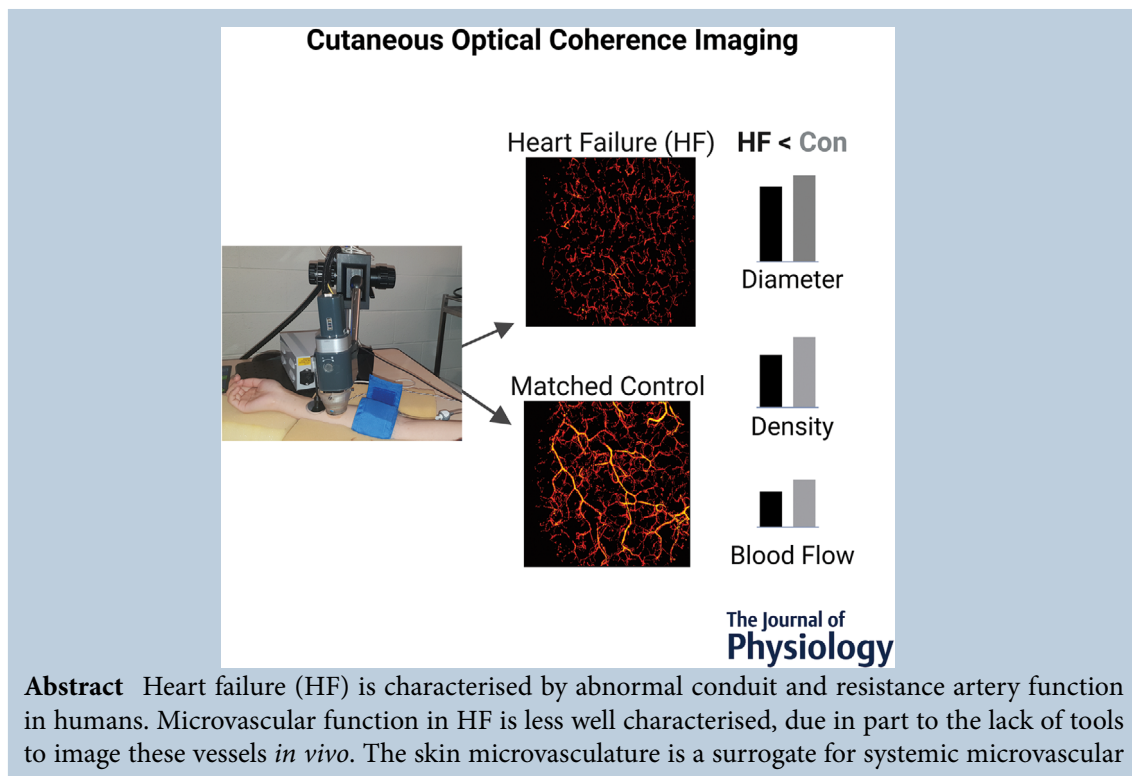 Cutaneous Optical Coherence Imaging
Heart Failure (HF)
HF < Con
Diameter
Matched Control
Density
Blood Flow
The Journal of
Physiology
Abstract Heart failure (HF) is characterised by abnormal conduit and resistance artery function
in humans. Microvascular function in HF is less well characterised, due in part to the lack of tools
to image these vessels in vivo. The skin microvasculature is a surrogate for systemic microvascular